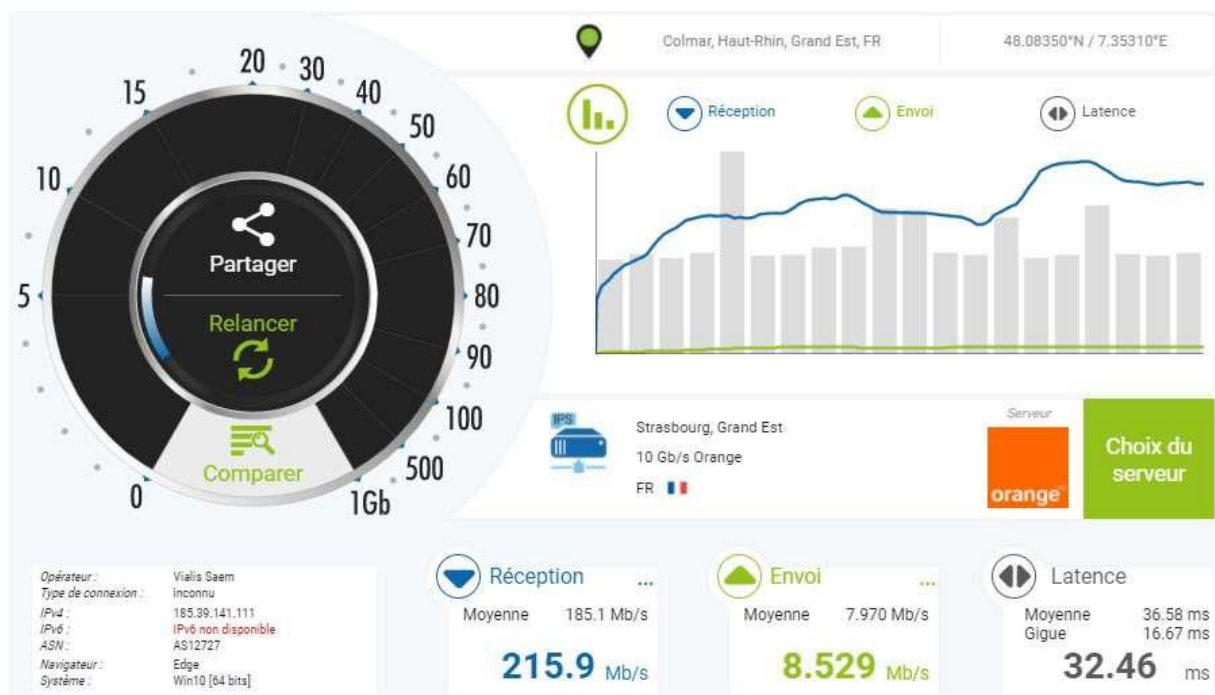 Colmar, Haut-Rhin, Grand Est, FR
48.08350°N / 7.35310°E
Réception
Envoi
Latence
0
5
10
15
20
30
40
50
60
70
80
90
100
500
1Gb
Partager
Relancer
Comparer
IPS
Strasbourg, Grand Est
10 Gb/s Orange
FR
Serveur
orange
Choix du
serveur
Opérateur : Vialis Saem
Type de connexion : inconnu
IPv4 : 185.39.141.111
IPv6 : IPv6 non disponible
ASN : AS12727
Navigateur : Edge
Système : Win10 [64 bits]
Réception ...
Moyenne 185.1 Mb/s
215.9 Mb/s
Envoi ...
Moyenne 7.970 Mb/s
8.529 Mb/s
Latence
Moyenne 36.58 ms
Gigue 16.67 ms
32.46 ms